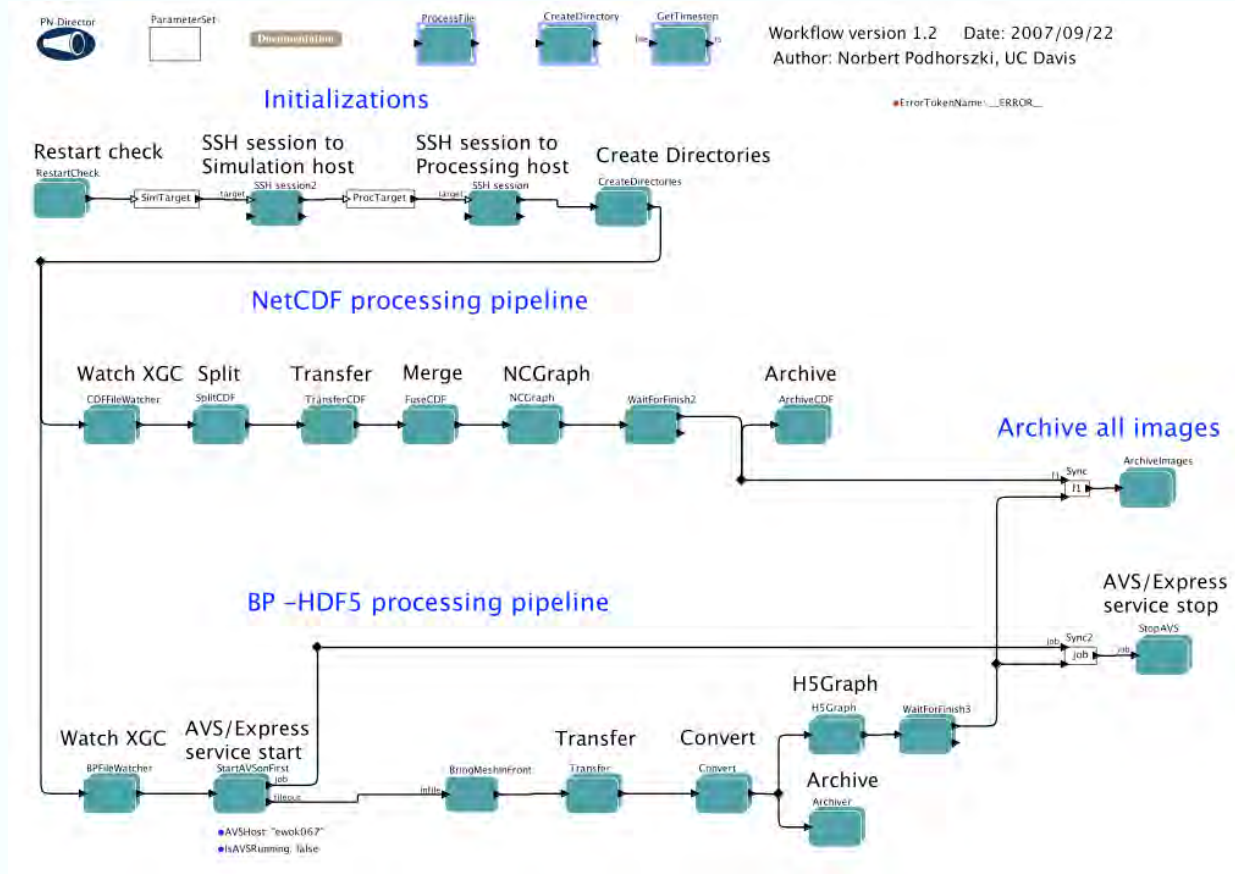 PN-Director
ParameterSet
Documentation
ProcessFile
CreateDirectory
GetTimestep
file
ts
Workflow version 1.2 Date: 2007/09/22
Author: Norbert Podhorszki, UC Davis
ErrorTokenName: __ERROR__
Initializations
Restart check
SSH session to
Simulation host
SSH session to
Processing host
Create Directories
RestartCheck
SimTarget
target
SSH session2
ProcTarget
target
SSH session
CreateDirectories
NetCDF processing pipeline
Watch XGC
Split
Transfer
Merge
NCGraph
Archive
CDFFileWatcher
SplitCDF
TransferCDF
FuseCDF
NCGraph
WaitForFinish2
ArchiveCDF
Archive all images
f1
Sync
f1
ArchiveImages
BP -HDF5 processing pipeline
AVS/Express
service stop
job
Sync2
job
job
StopAVS
H5Graph
H5Graph
WaitForFinish3
Watch XGC
AVS/Express
service start
Transfer
Convert
BPFileWatcher
StartAVSonFirst
job
fileout
infile
BringMeshInFront
Transfer
Convert
Archive
Archiver
AVSHost: "ewok067"
IsAVSRunning: false